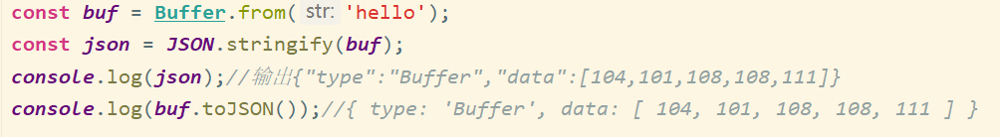 const buf = Buffer.from( str: 'hello');
const json = JSON.stringify(buf);
console.log(json);//输出{"type":"Buffer","data":[104,101,108,108,111]}
console.log(buf.toJSON());//{ type: 'Buffer', data: [ 104, 101, 108, 108, 111 ] }